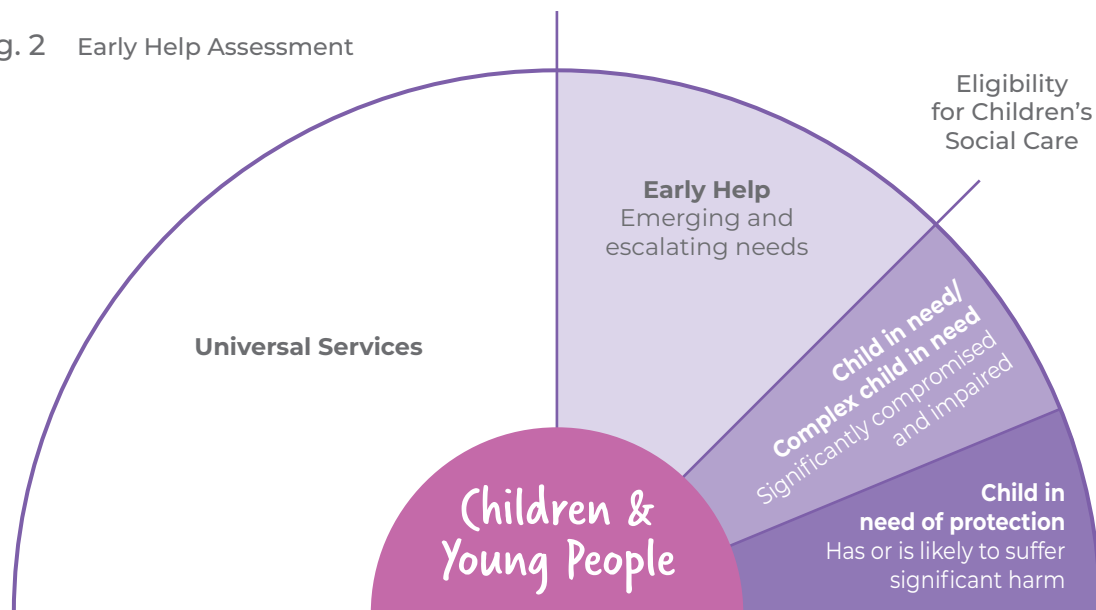 g. 2 Early Help Assessment
Eligibility
for Children's
Social Care
Early Help
Emerging and
escalating needs
Universal Services
Child in need/
Complex child in need
Significantly compromised
and impaired
Child in
need of protection
Has or is likely to suffer
significant harm
Children &
Young People